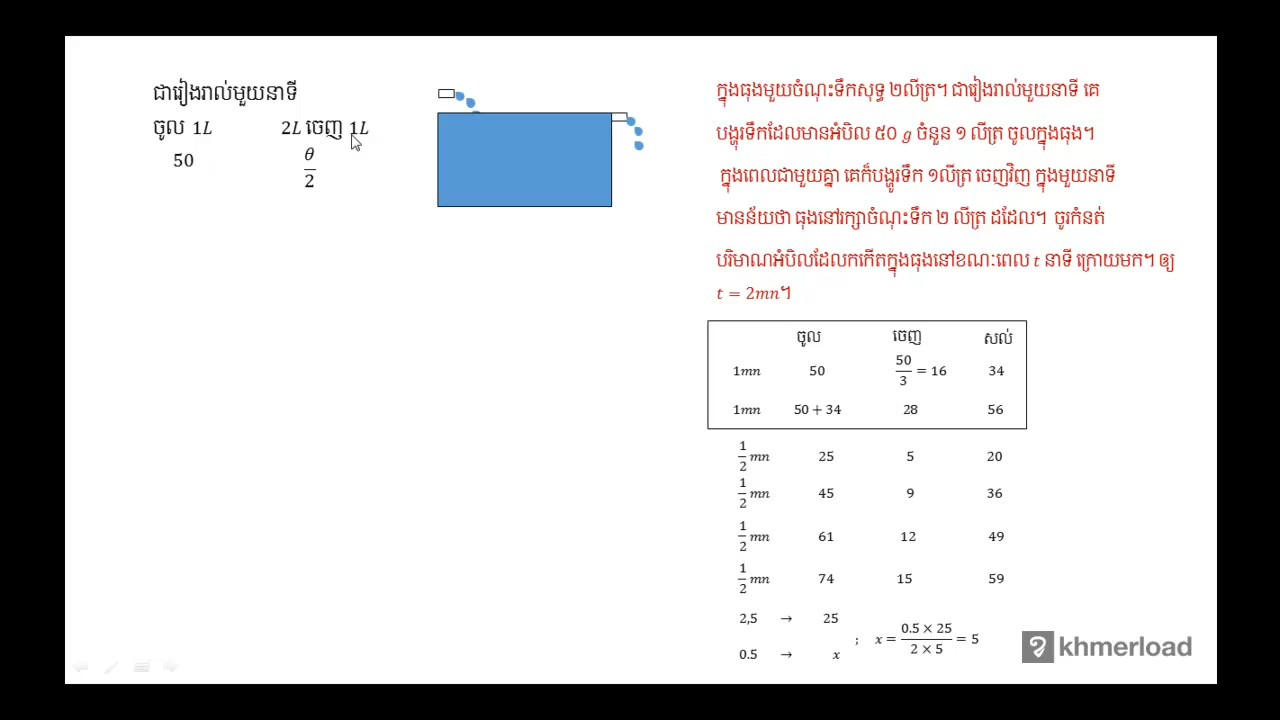 ជារៀងរាល់មួយនាទី
ចូល 1L 2L ចេញ 1L
50 θ/2
ក្នុងធុងមួយចំណុះទឹកសុទ្ធ ២លីត្រ។ ជារៀងរាល់មួយនាទី គេ
បង្ហុរទឹកដែលមានអំបិល ៥០ g ចំនួន ១ លីត្រ ចូលក្នុងធុង។
ក្នុងពេលជាមួយគ្នា គេក៏បង្ហូរទឹក ១លីត្រ ចេញវិញ ក្នុងមួយនាទី
មានន័យថា ធុងនៅរក្សាចំណុះទឹក ២ លីត្រ ដដែល។ ចូរកំនត់
បរិមាណអំបិលដែលកកើតក្នុងធុងនៅខណៈពេល t នាទី ក្រោយមក។ ឲ្យ
t = 2mn។
ចូល ចេញ សល់
1mn 50 50/3 = 16 34
1mn 50 + 34 28 56
1/2 mn 25 5 20
1/2 mn 45 9 36
1/2 mn 61 12 49
1/2 mn 74 15 59
2,5 → 25
0.5 → x ; x = 0.5 × 25 / 2 × 5 = 5
khmerload